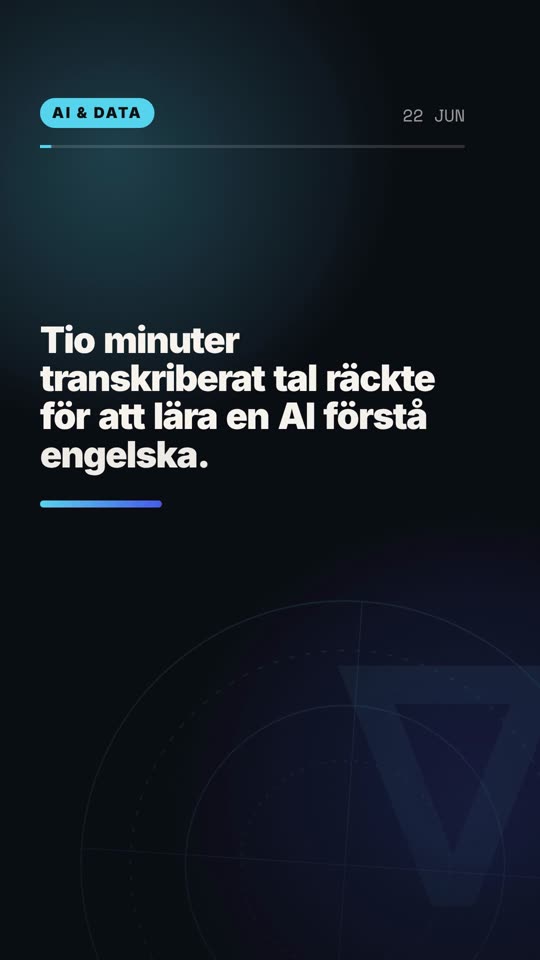 AI & DATA
22 JUN
Tio minuter
transkriberat tal räckte
för att lära en AI förstå
engelska.